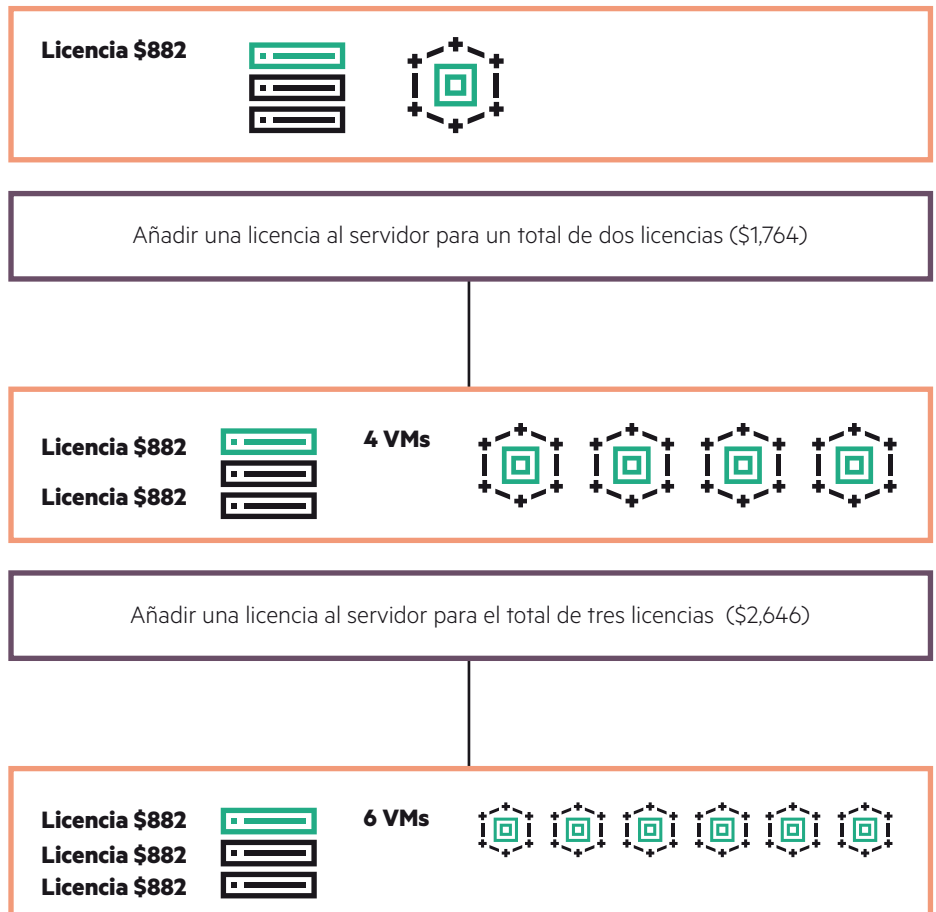 Licencia $882
Añadir una licencia al servidor para un total de dos licencias ($1,764)
Licencia $882
Licencia $882
4 VMs
Añadir una licencia al servidor para el total de tres licencias ($2,646)
Licencia $882
Licencia $882
Licencia $882
6 VMs